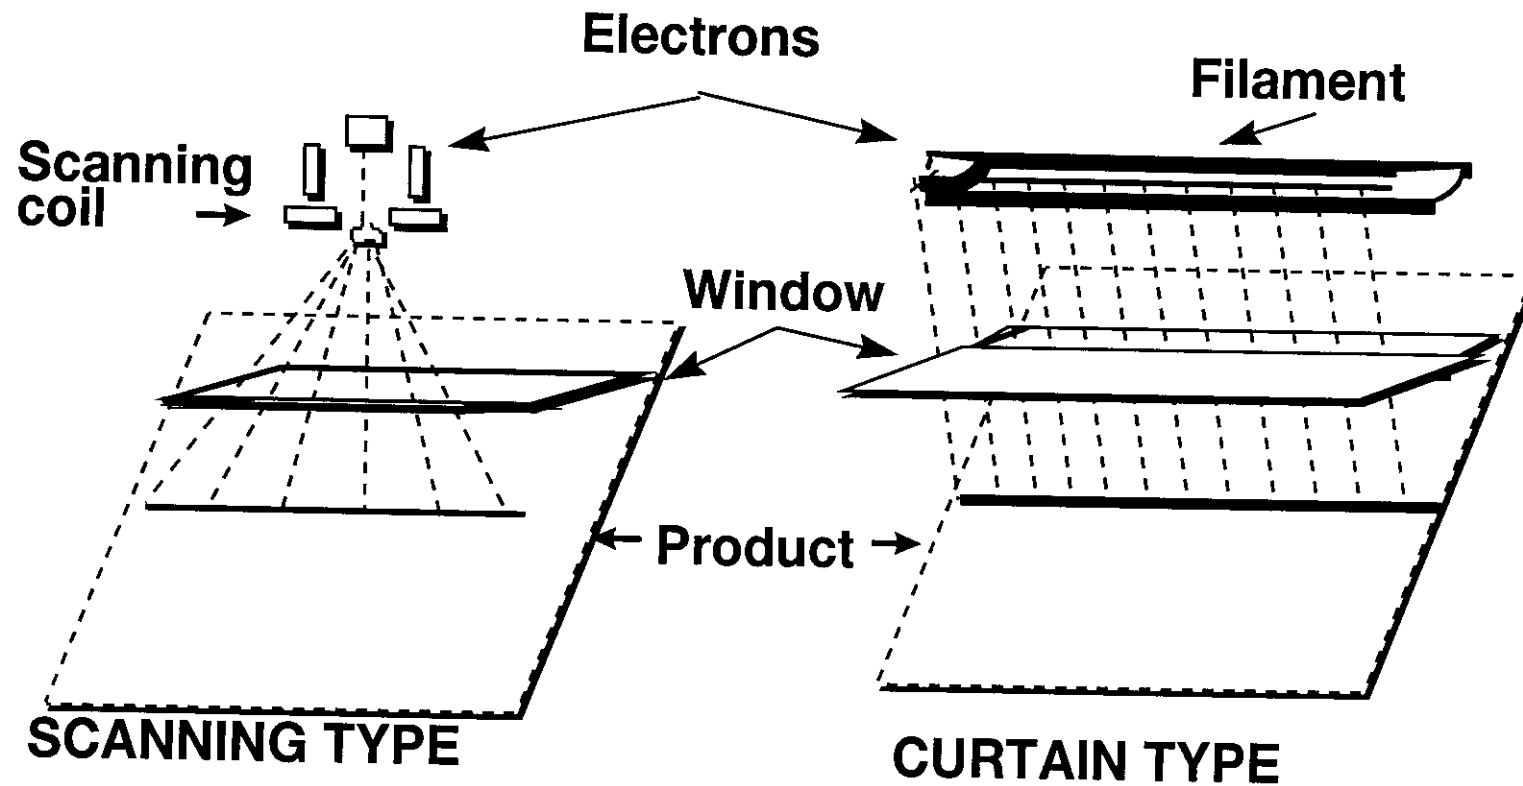 Electrons
Filament
Scanning
coil
Window
Product
SCANNING TYPE
CURTAIN TYPE